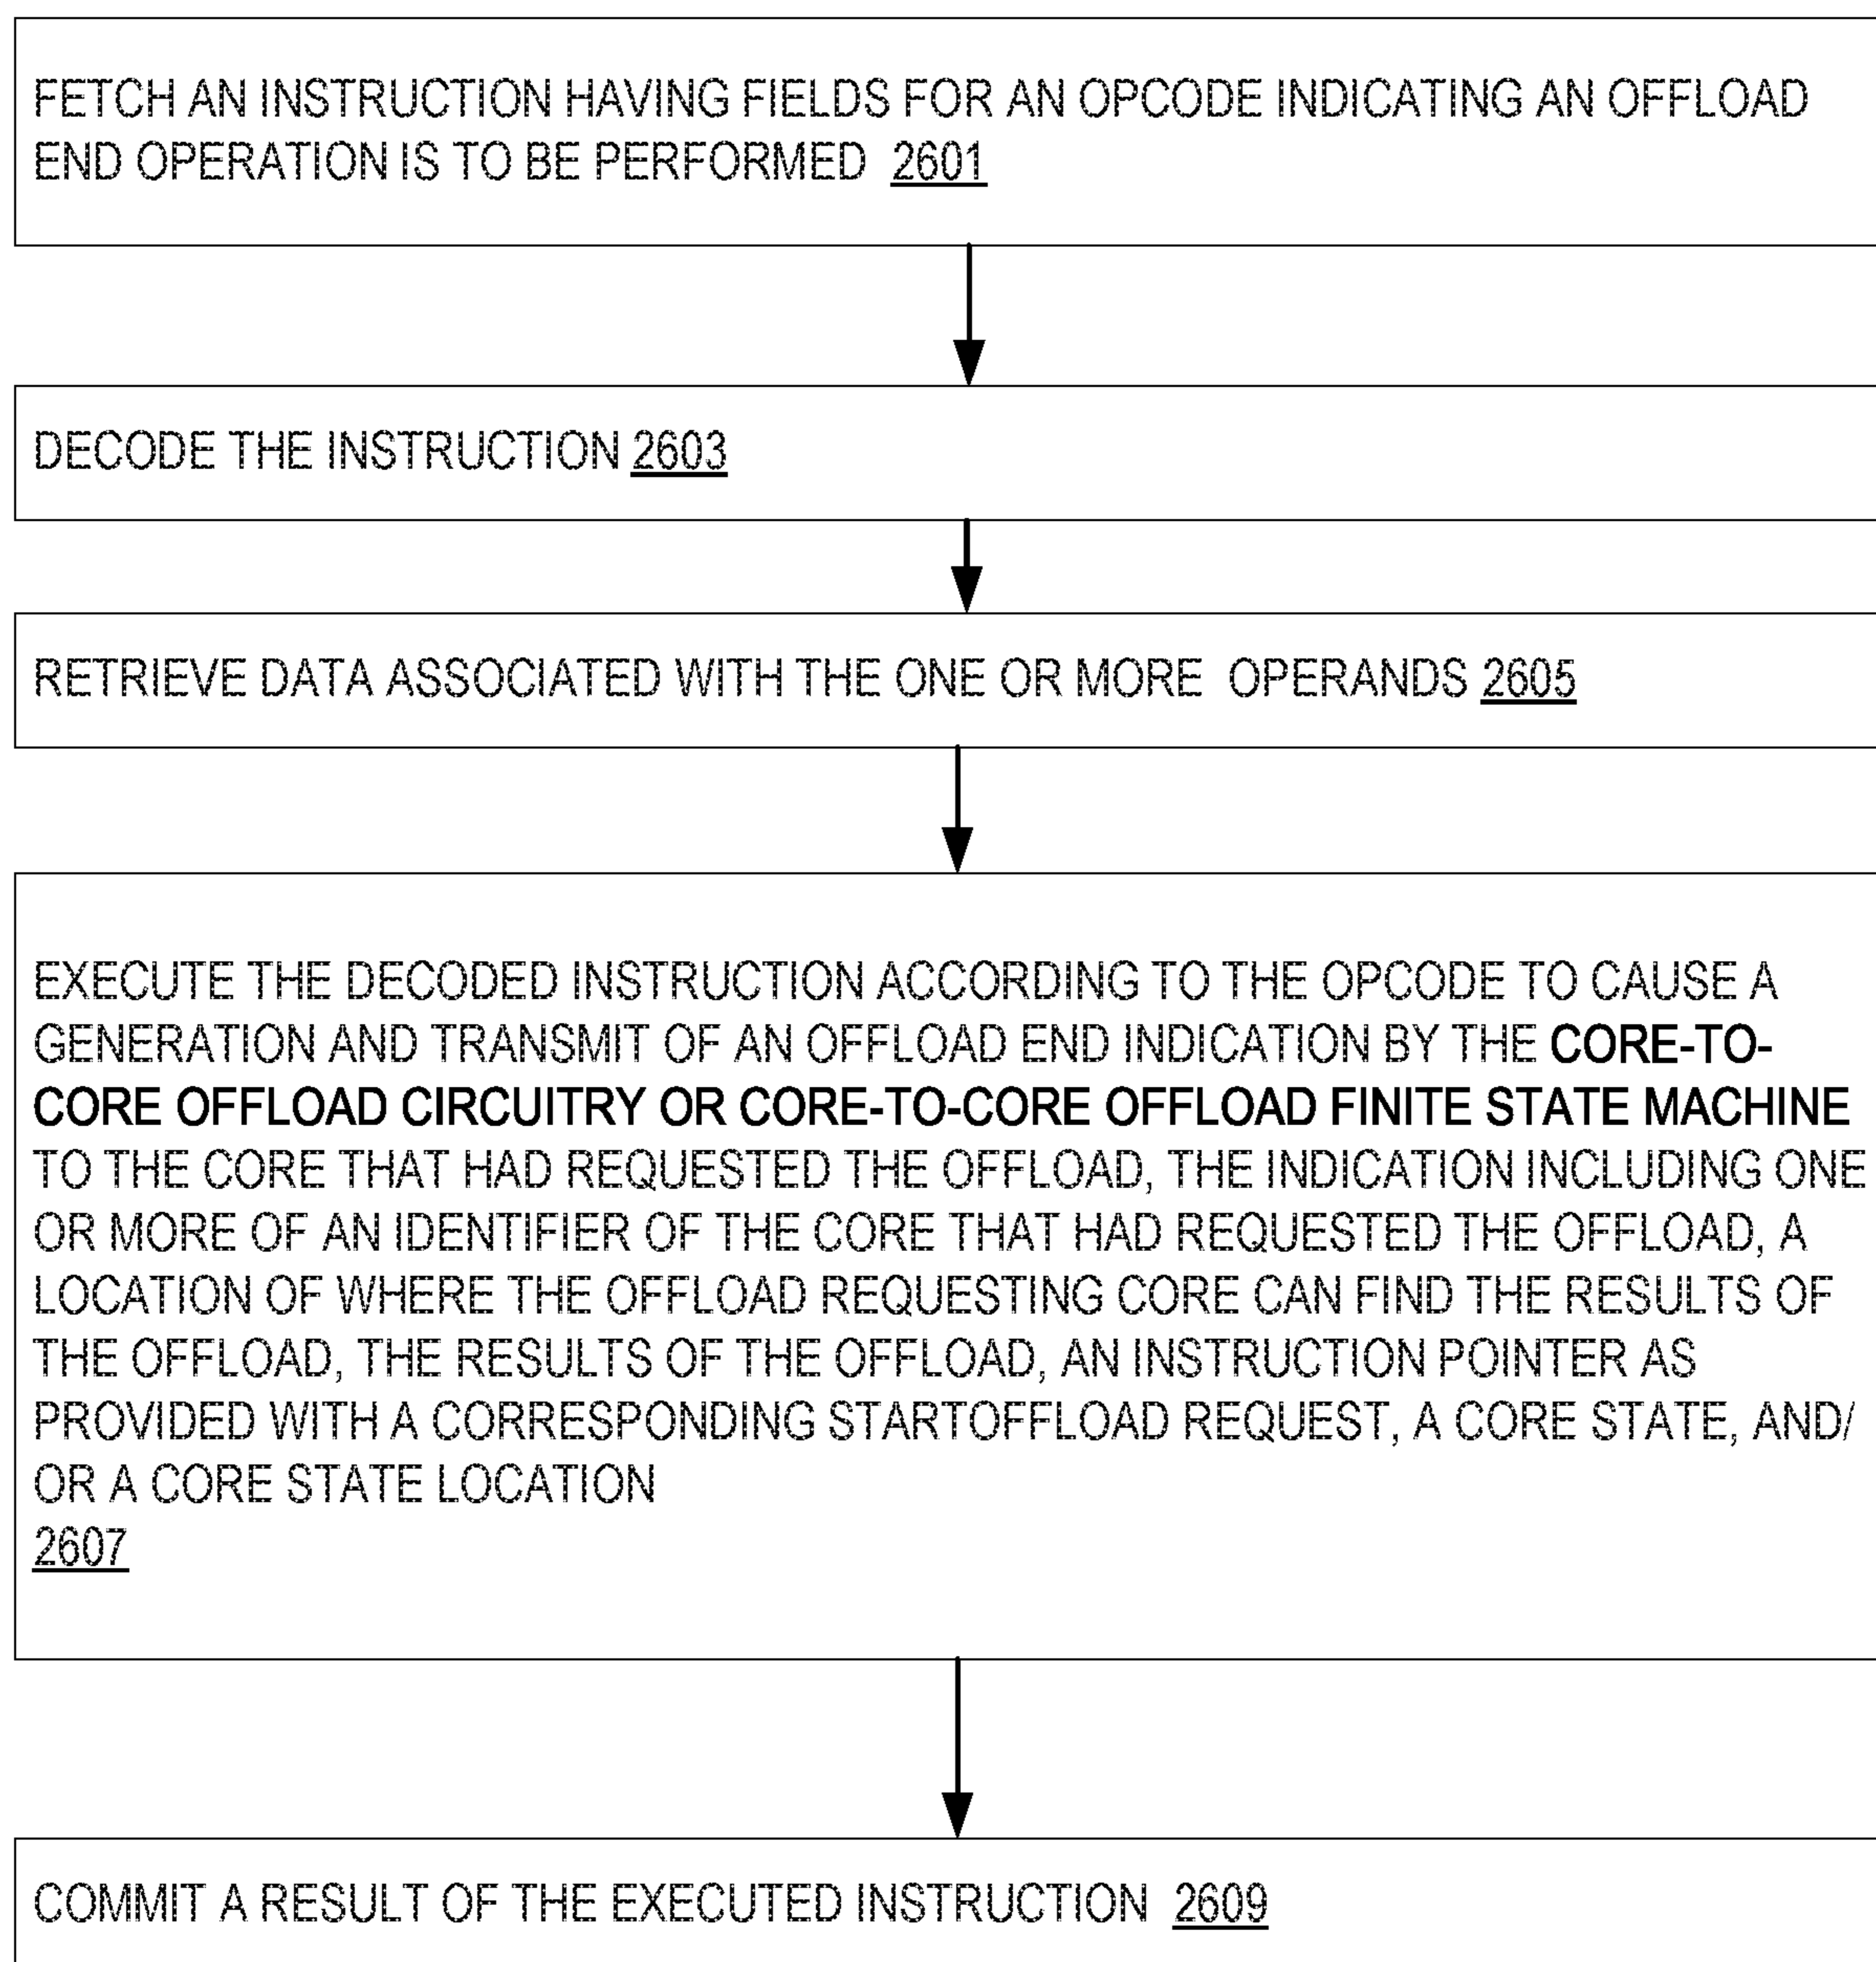 FETCH AN INSTRUCTION HAVING FIELDS FOR AN OPCODE INDICATING AN OFFLOAD
END OPERATION IS TO BE PERFORMED 2601
DECODE THE INSTRUCTION 2603
RETRIEVE DATA ASSOCIATED WITH THE ONE OR MORE OPERANDS 2605
EXECUTE THE DECODED INSTRUCTION ACCORDING TO THE OPCODE TO CAUSE A
GENERATION AND TRANSMIT OF AN OFFLOAD END INDICATION BY THE CORE-TO-
CORE OFFLOAD CIRCUITRY OR CORE-TO-CORE OFFLOAD FINITE STATE MACHINE
TO THE CORE THAT HAD REQUESTED THE OFFLOAD, THE INDICATION INCLUDING ONE
OR MORE OF AN IDENTIFIER OF THE CORE THAT HAD REQUESTED THE OFFLOAD, A
LOCATION OF WHERE THE OFFLOAD REQUESTING CORE CAN FIND THE RESULTS OF
THE OFFLOAD, THE RESULTS OF THE OFFLOAD, AN INSTRUCTION POINTER AS
PROVIDED WITH A CORRESPONDING STARTOFFLOAD REQUEST, A CORE STATE, AND/
OR A CORE STATE LOCATION
2607
COMMIT A RESULT OF THE EXECUTED INSTRUCTION 2609